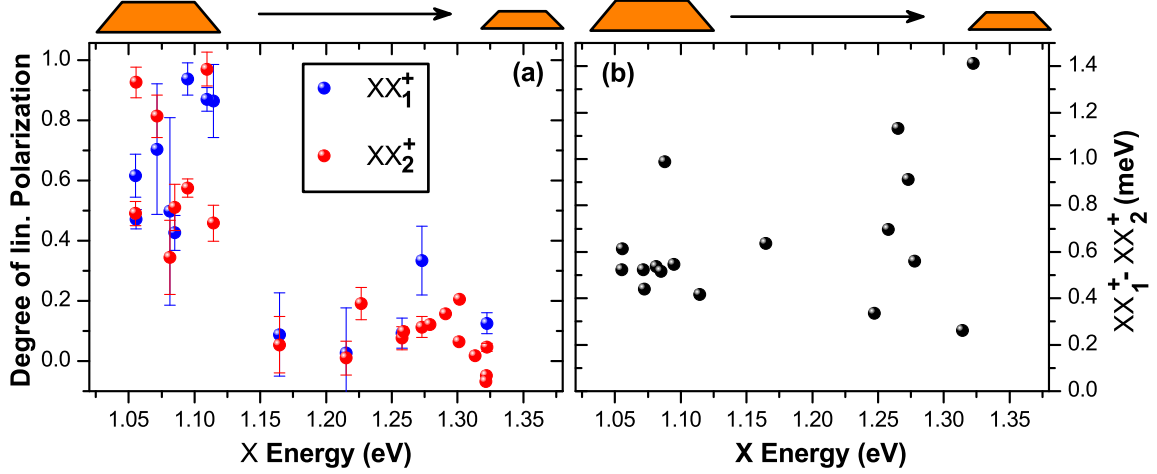 (a)
XX₁⁺
XX₂⁺
Degree of lin. Polarization
1.0
0.8
0.6
0.4
0.2
0.0
1.05 1.10 1.15 1.20 1.25 1.30 1.35
X Energy (eV)
(b)
1.4
1.2
1.0
0.8
0.6
0.4
0.2
0.0
XX₁⁺- XX₂⁺ (meV)
1.05 1.10 1.15 1.20 1.25 1.30 1.35
X Energy (eV)